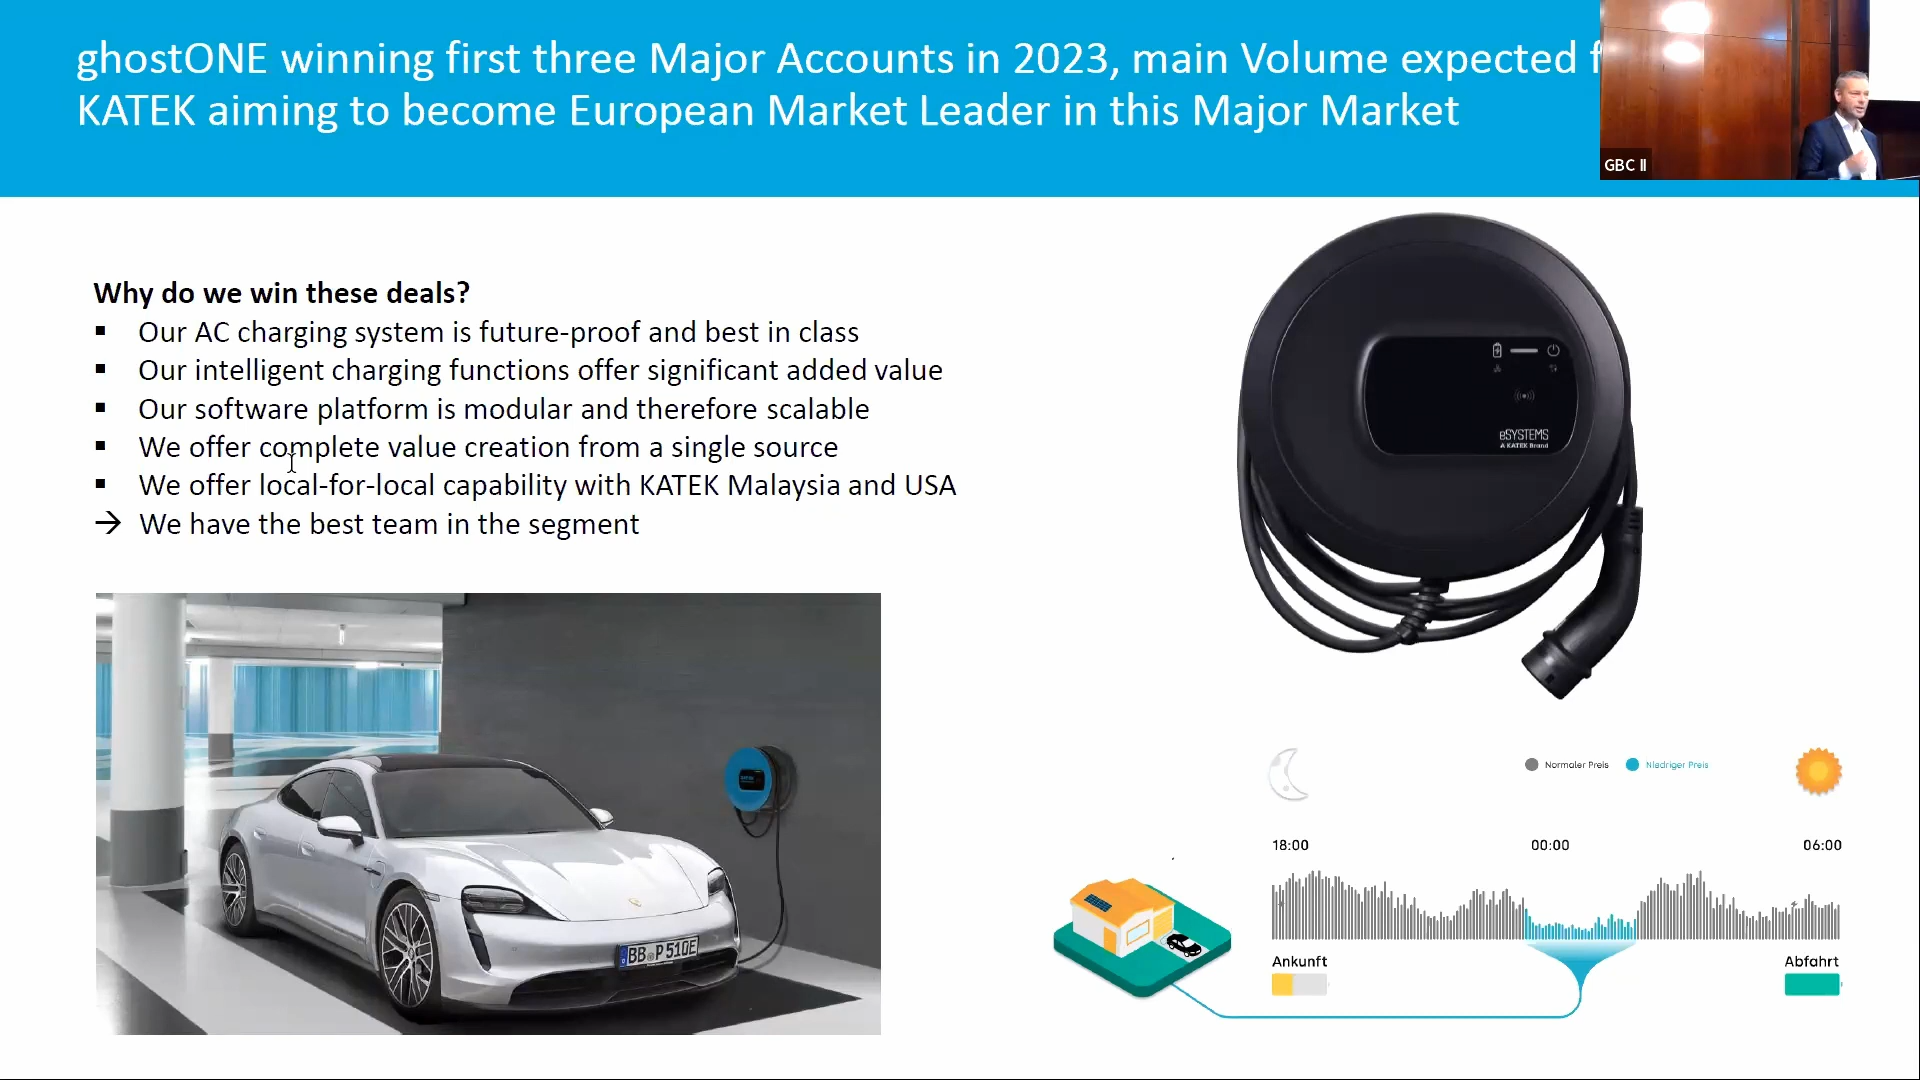 ghostONE winning first three Major Accounts in 2023, main Volume expected f
KATEK aiming to become European Market Leader in this Major Market
GBC II
Why do we win these deals?
▪ Our AC charging system is future-proof and best in class
▪ Our intelligent charging functions offer significant added value
▪ Our software platform is modular and therefore scalable
▪ We offer complete value creation from a single source
▪ We offer local-for-local capability with KATEK Malaysia and USA
→ We have the best team in the segment
eSYSTEMS
A KATEK Brand
BB P 510E
Normaler Preis
Niedriger Preis
18:00
00:00
06:00
Ankunft
Abfahrt